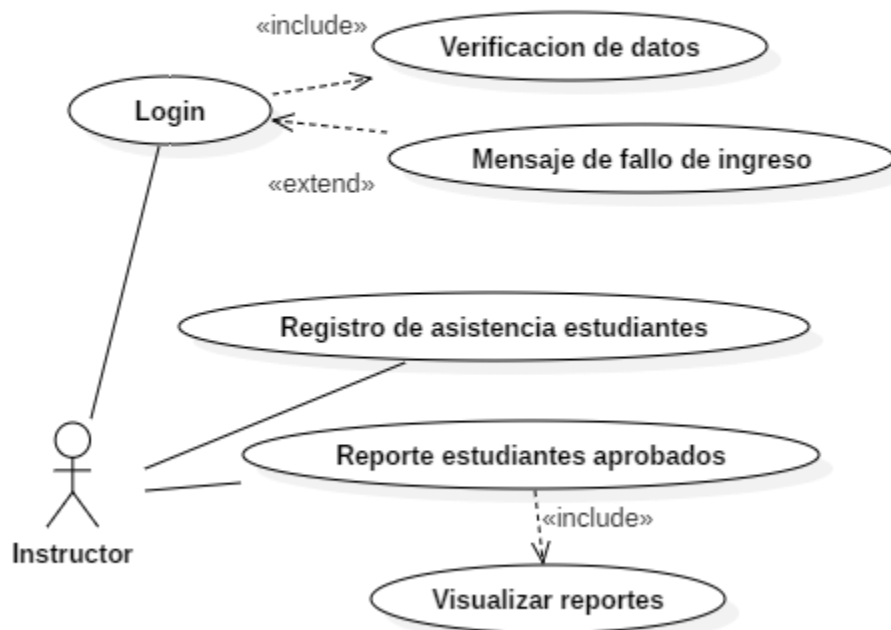 «include»
Verificacion de datos
Login
Mensaje de fallo de ingreso
«extend»
Registro de asistencia estudiantes
Reporte estudiantes aprobados
«include»
Instructor
Visualizar reportes